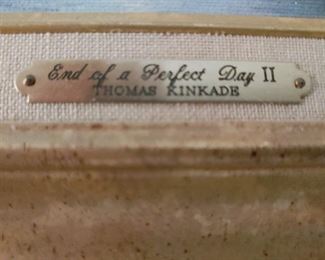 End of a Perfect Day II
THOMAS KINKADE